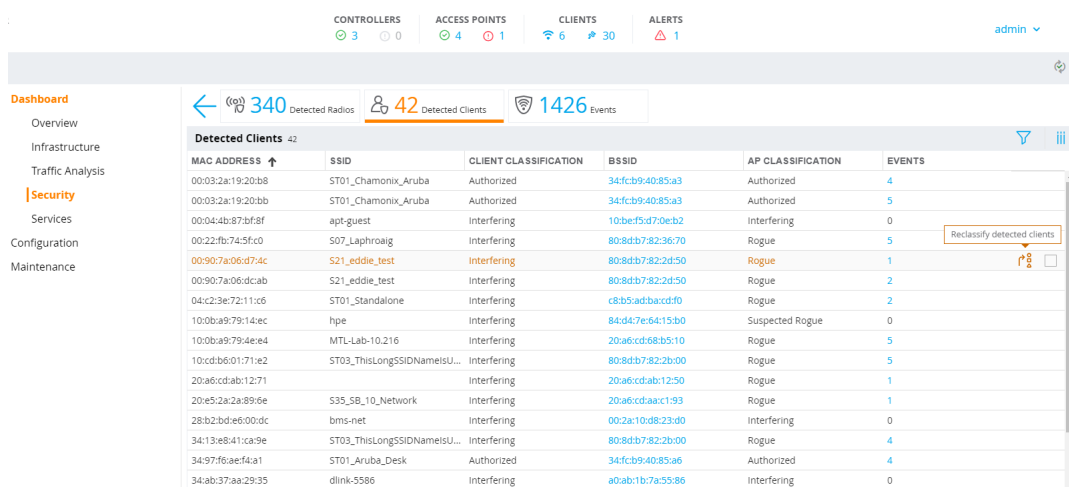 CONTROLLERS ACCESS POINTS CLIENTS ALERTS
3 0 4 1 6 30 1 admin
Dashboard
Overview
Infrastructure
Traffic Analysis
Security
Services
Configuration
Maintenance
340 Detected Radios 42 Detected Clients 1426 Events
Detected Clients 42
MAC ADDRESS SSID CLIENT CLASSIFICATION BSSID AP CLASSIFICATION EVENTS
00:03:2a:19:20:b8 ST01_Chamonix_Aruba Authorized 34:fc:b9:40:85:a3 Authorized 4
00:03:2a:19:20:bb ST01_Chamonix_Aruba Authorized 34:fc:b9:40:85:a3 Authorized 5
00:04:4b:87:bf:8f apt-guest Interfering 10:be:f5:d7:0e:b2 Interfering 0
00:22:fb:74:5f:c0 S07_Laphroaig Interfering 80:8d:b7:82:36:70 Rogue 5
Reclassify detected clients
00:90:7a:06:d7:4c S21_eddie_test Interfering 80:8d:b7:82:2d:50 Rogue 1
00:90:7a:06:dc:ab S21_eddie_test Interfering 80:8d:b7:82:2d:50 Rogue 2
04:c2:3e:72:11:c6 ST01_Standalone Interfering c8:b5:ad:ba:cd:f0 Rogue 2
10:0b:a9:79:14:ec hpe Interfering 84:d4:7e:64:15:b0 Suspected Rogue 0
10:0b:a9:79:4e:e4 MTL-Lab-10.216 Interfering 20:a6:cd:68:b5:10 Rogue 5
10:cd:b6:01:71:e2 ST03_ThisLongSSIDNameIsU... Interfering 80:8d:b7:82:2b:00 Rogue 5
20:a6:cd:ab:12:71 Interfering 20:a6:cd:ab:12:50 Rogue 1
20:e5:2a:2a:89:6e S35_SB_10_Network Interfering 20:a6:cd:aa:c1:93 Rogue 1
28:b2:bd:e6:00:dc bms-net Interfering 00:2a:10:d8:23:d0 Interfering 0
34:13:e8:41:ca:9e ST03_ThisLongSSIDNameIsU... Interfering 80:8d:b7:82:2b:00 Rogue 4
34:97:f6:ae:f4:a1 ST01_Aruba_Desk Authorized 34:fc:b9:40:85:a6 Authorized 4
34:ab:37:aa:29:35 dlink-5586 Interfering a0:ab:1b:7a:55:86 Interfering 0